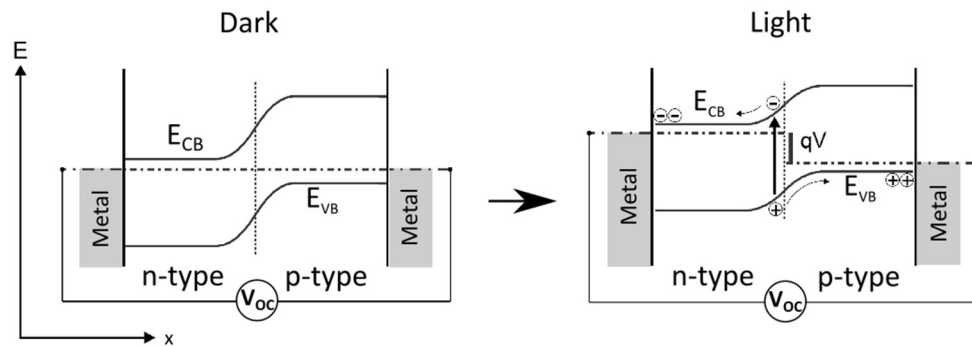 Dark
Light
E
E_CB
E_VB
Metal
Metal
n-type
p-type
V_OC
x
E_CB
qV
E_VB
Metal
Metal
n-type
p-type
V_OC